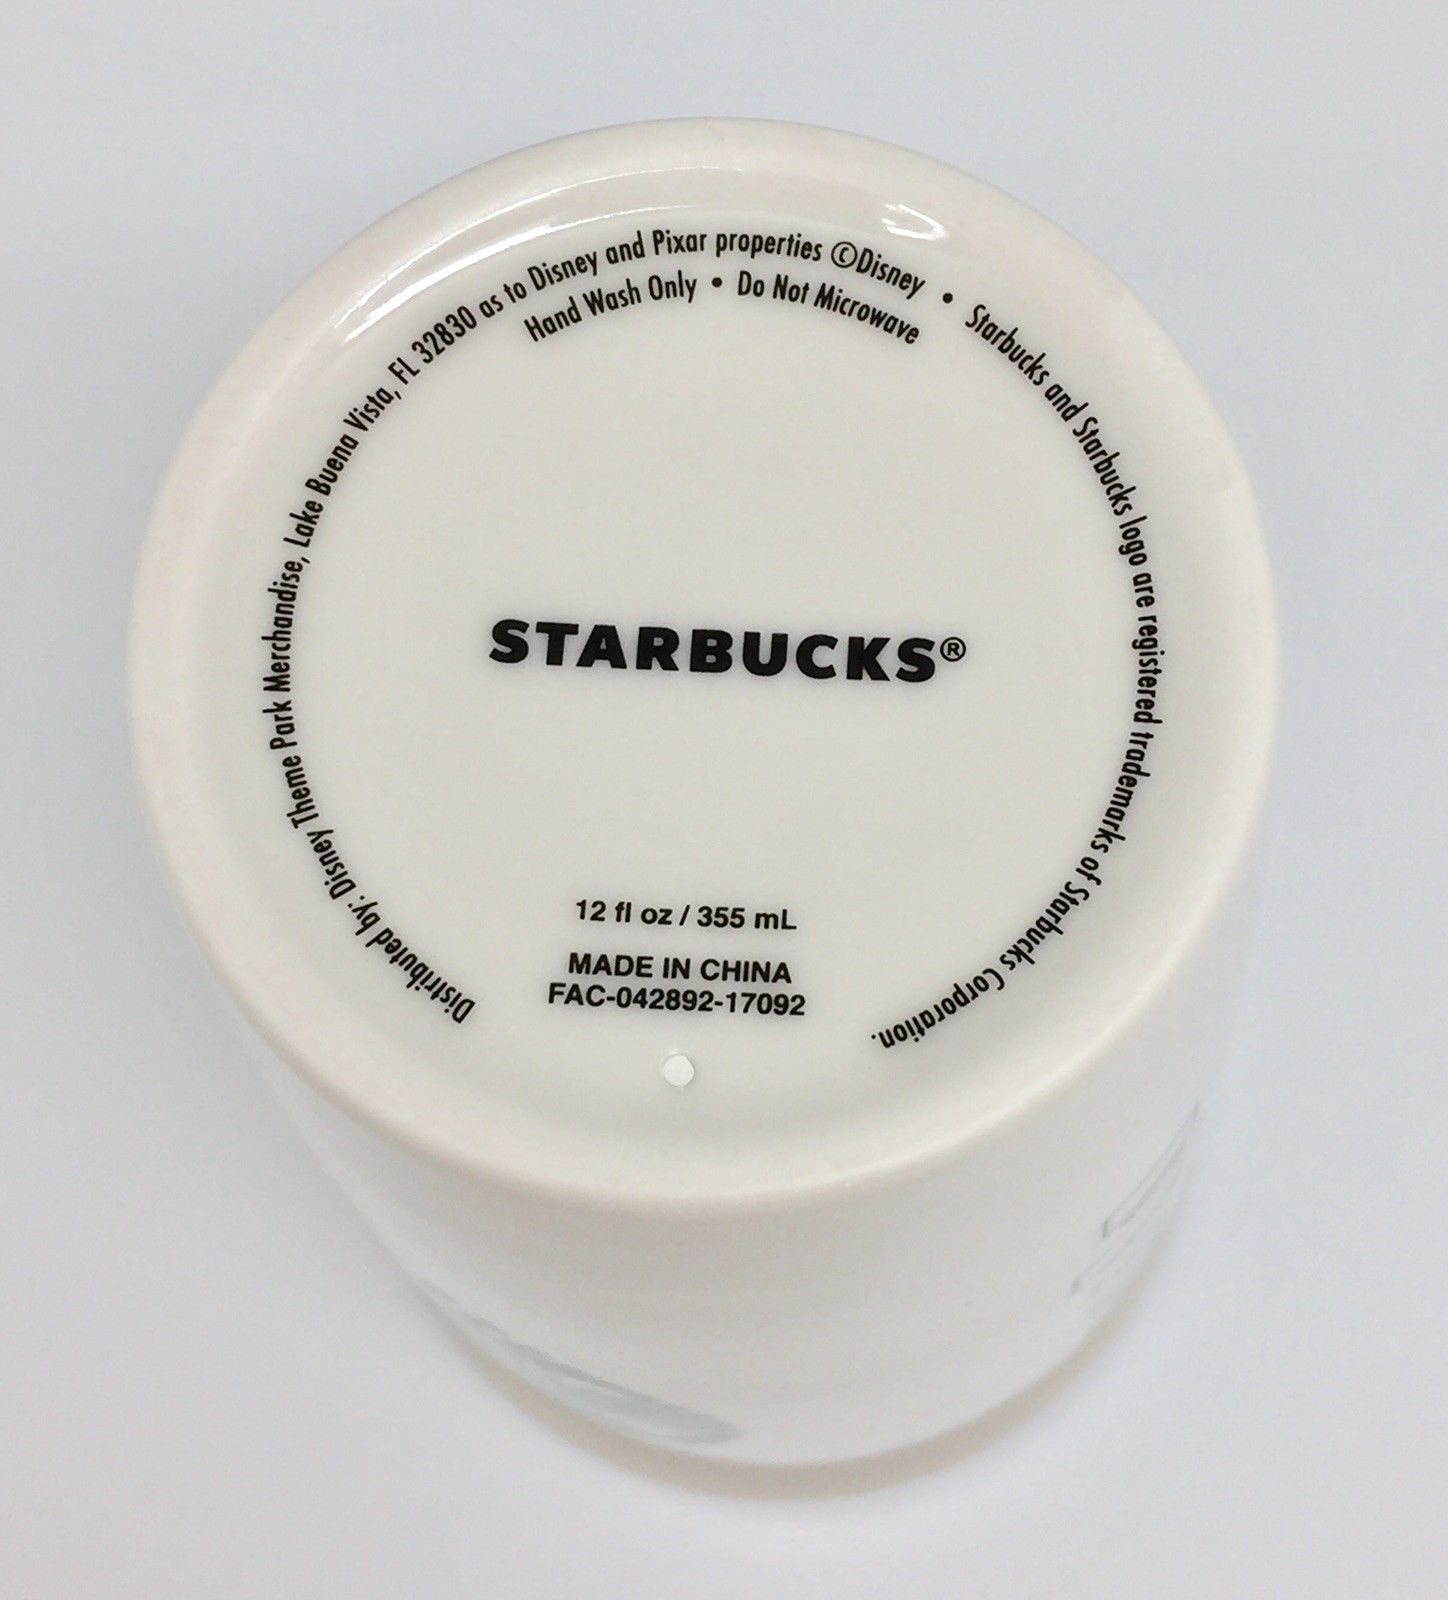 Distributed by: Disney Theme Park Merchandise, Lake Buena Vista, FL 32830 as to Disney and Pixar properties ©Disney • Starbucks and Starbucks logo are registered trademarks of Starbucks Corporation.
Hand Wash Only • Do Not Microwave
STARBUCKS®
12 fl oz / 355 mL
MADE IN CHINA
FAC-042892-17092